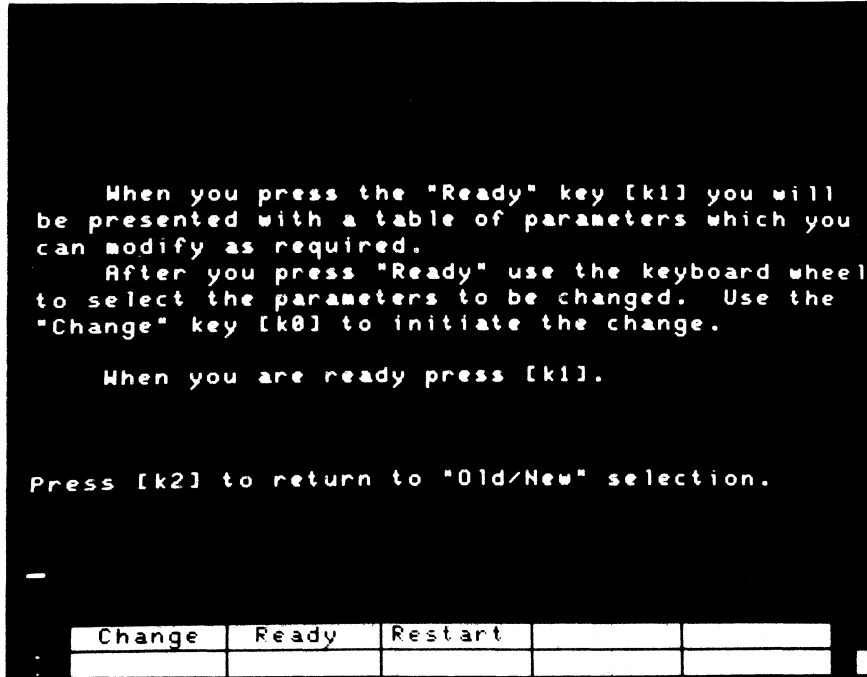 When you press the "Ready" key [k1] you will
be presented with a table of parameters which you
can modify as required.
After you press "Ready" use the keyboard wheel
to select the parameters to be changed.  Use the
"Change" key [k0] to initiate the change.
When you are ready press [k1].
Press [k2] to return to "Old/New" selection.
Change Ready Restart